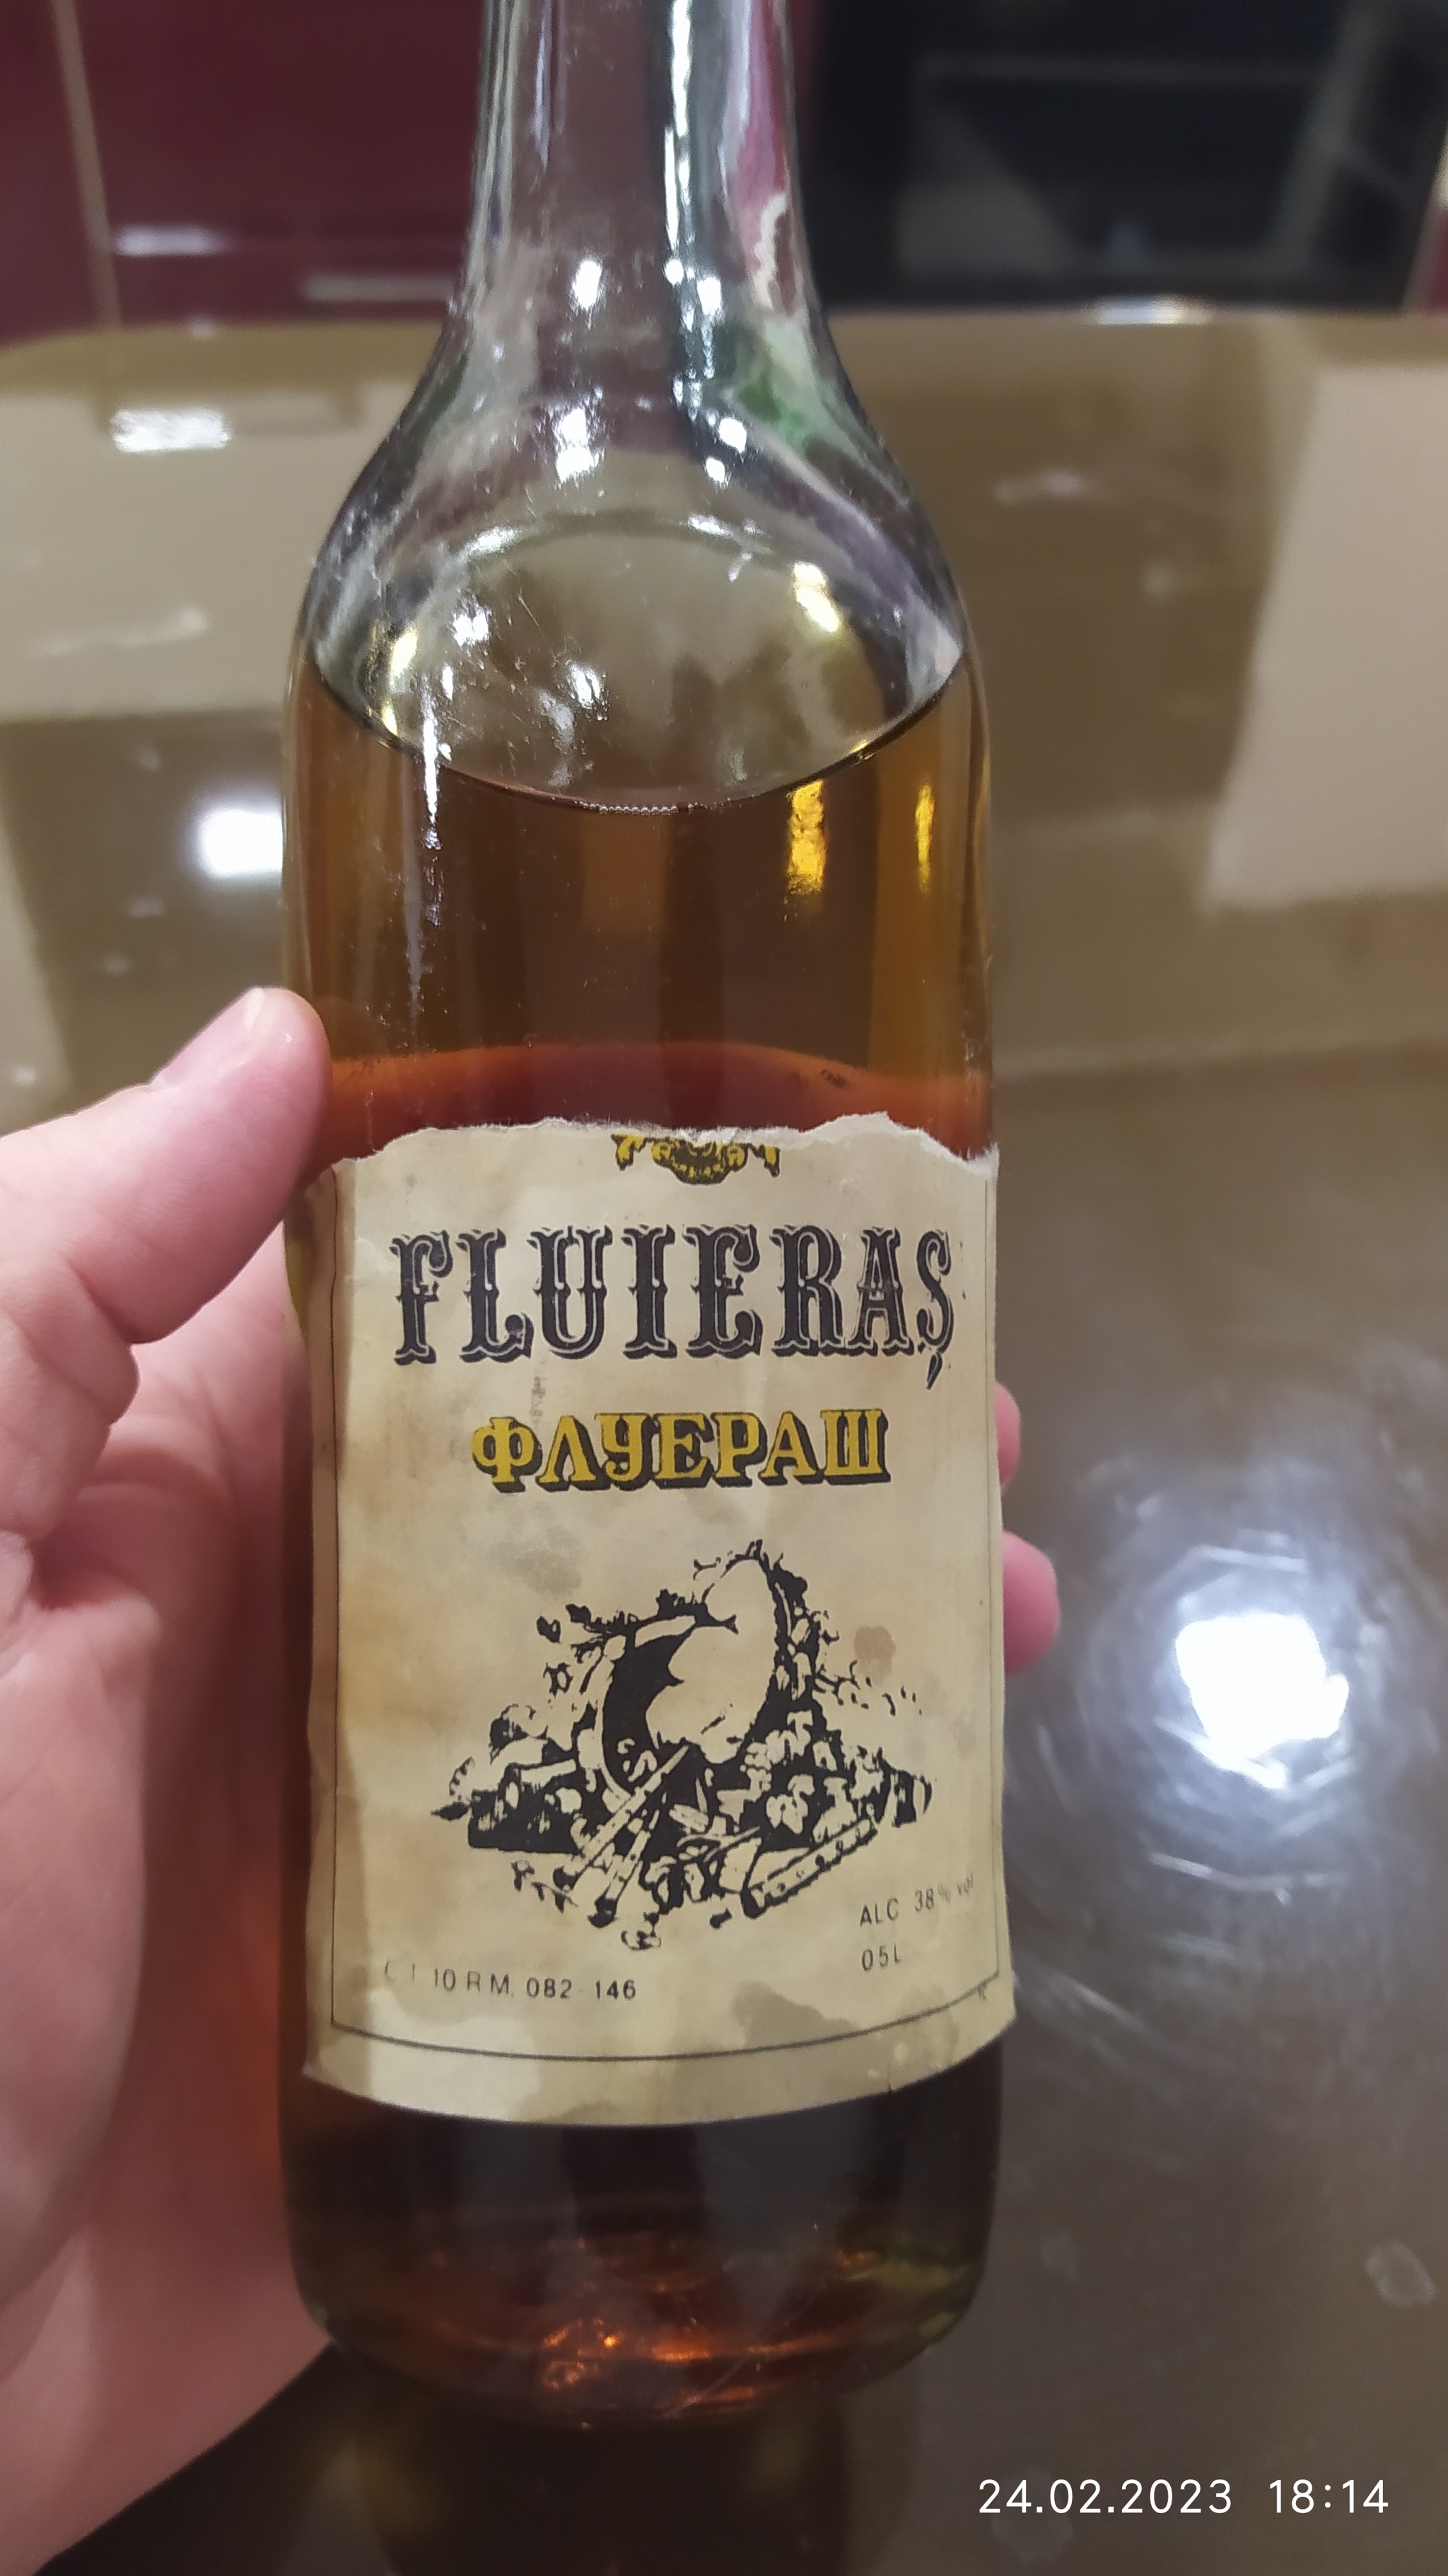 FLUIERAȘ
ФЛУЕРАШ
ALC 38% vol
05L
10 RM. 082 146
24.02.2023 18:14